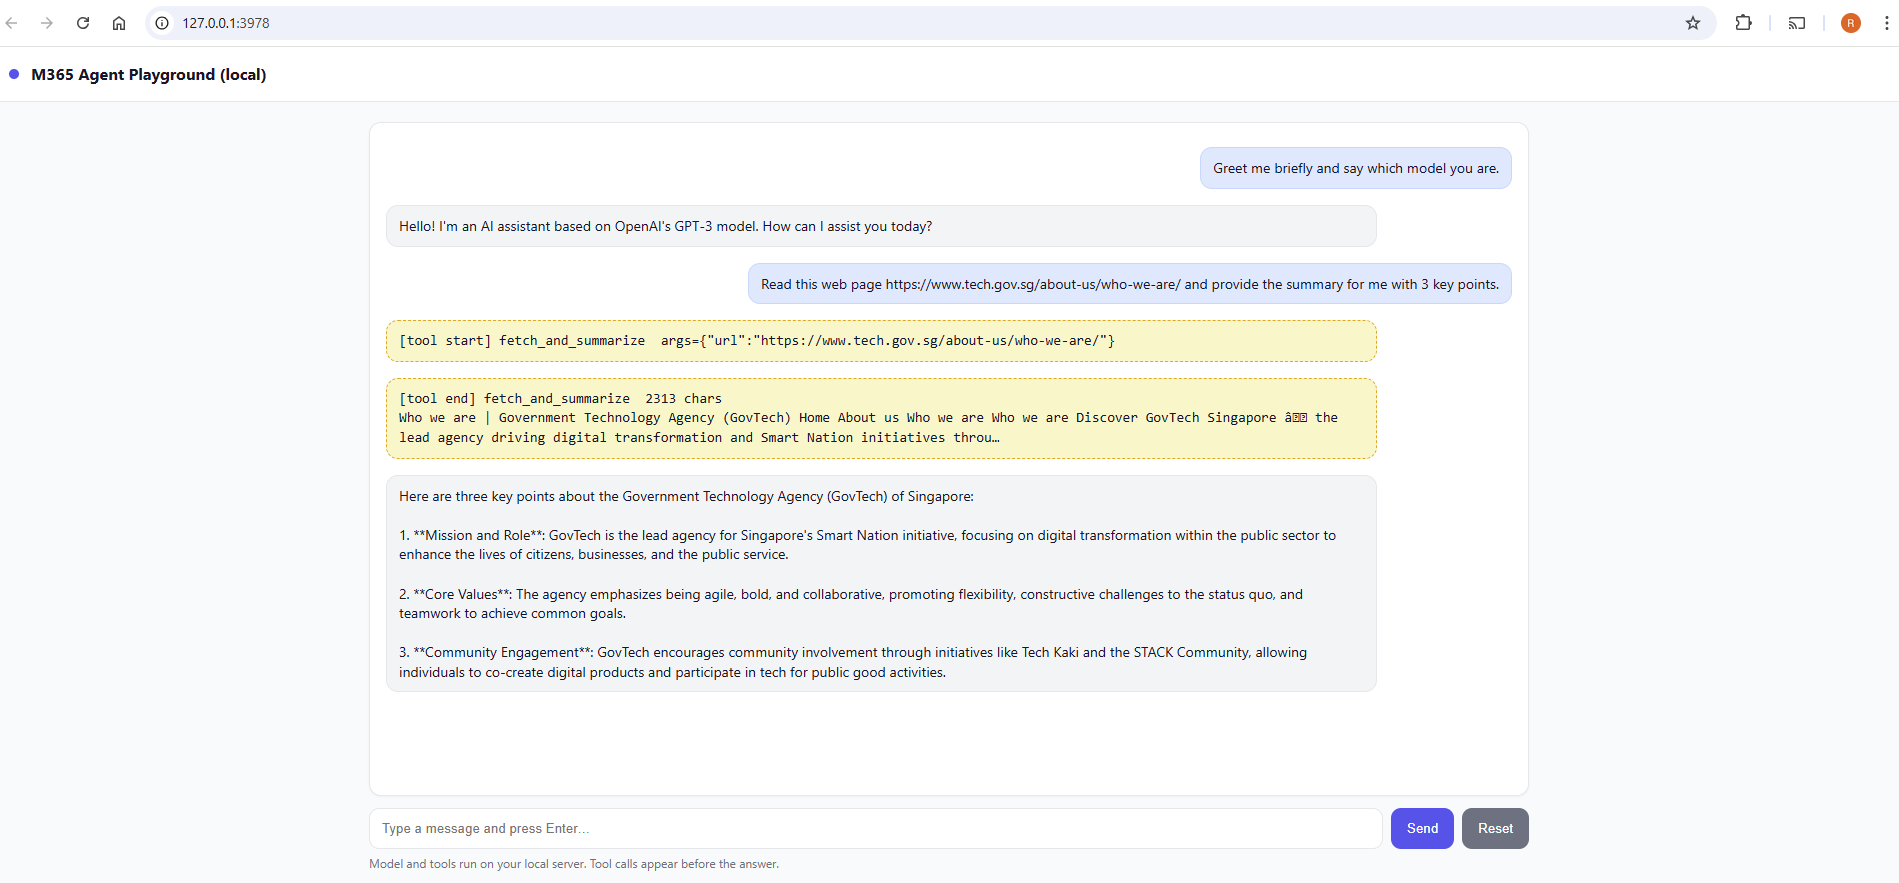 127.0.0.1:3978
R
M365 Agent Playground (local)
Greet me briefly and say which model you are.
Hello! I'm an AI assistant based on OpenAI's GPT-3 model. How can I assist you today?
Read this web page https://www.tech.gov.sg/about-us/who-we-are/ and provide the summary for me with 3 key points.
[tool start] fetch_and_summarize  args={"url":"https://www.tech.gov.sg/about-us/who-we-are/"}
[tool end] fetch_and_summarize  2313 chars
Who we are | Government Technology Agency (GovTech) Home About us Who we are Who we are Discover GovTech Singapore â the
lead agency driving digital transformation and Smart Nation initiatives throu…
Here are three key points about the Government Technology Agency (GovTech) of Singapore:
1. **Mission and Role**: GovTech is the lead agency for Singapore's Smart Nation initiative, focusing on digital transformation within the public sector to
enhance the lives of citizens, businesses, and the public service.
2. **Core Values**: The agency emphasizes being agile, bold, and collaborative, promoting flexibility, constructive challenges to the status quo, and
teamwork to achieve common goals.
3. **Community Engagement**: GovTech encourages community involvement through initiatives like Tech Kaki and the STACK Community, allowing
individuals to co-create digital products and participate in tech for public good activities.
Type a message and press Enter...
Send
Reset
Model and tools run on your local server. Tool calls appear before the answer.